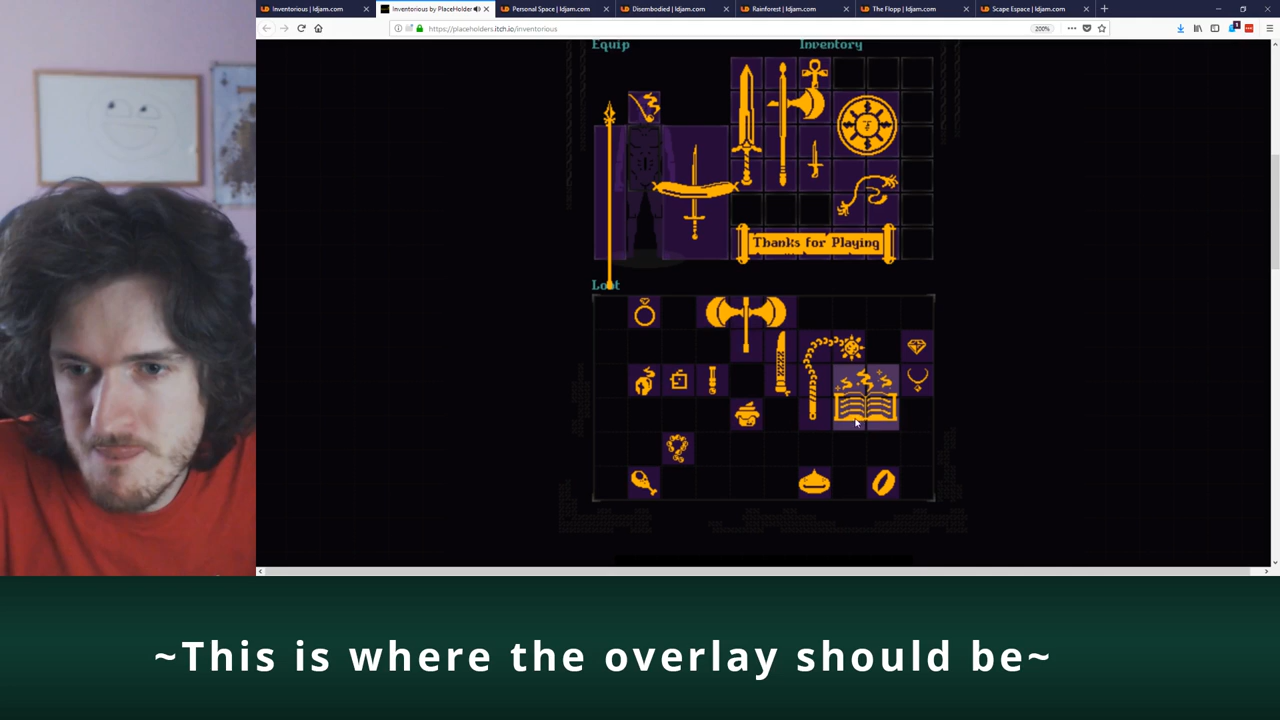 Inventorious | ldjam.com
Inventorious by PlaceHolder
Personal Space | ldjam.com
Disembodied | ldjam.com
Rainforest | ldjam.com
The Flopp | ldjam.com
Scape Espace | ldjam.com
https://placeholders.itch.io/inventorious
200%
Equip
Inventory
Thanks for Playing
Loot
~This is where the overlay should be~